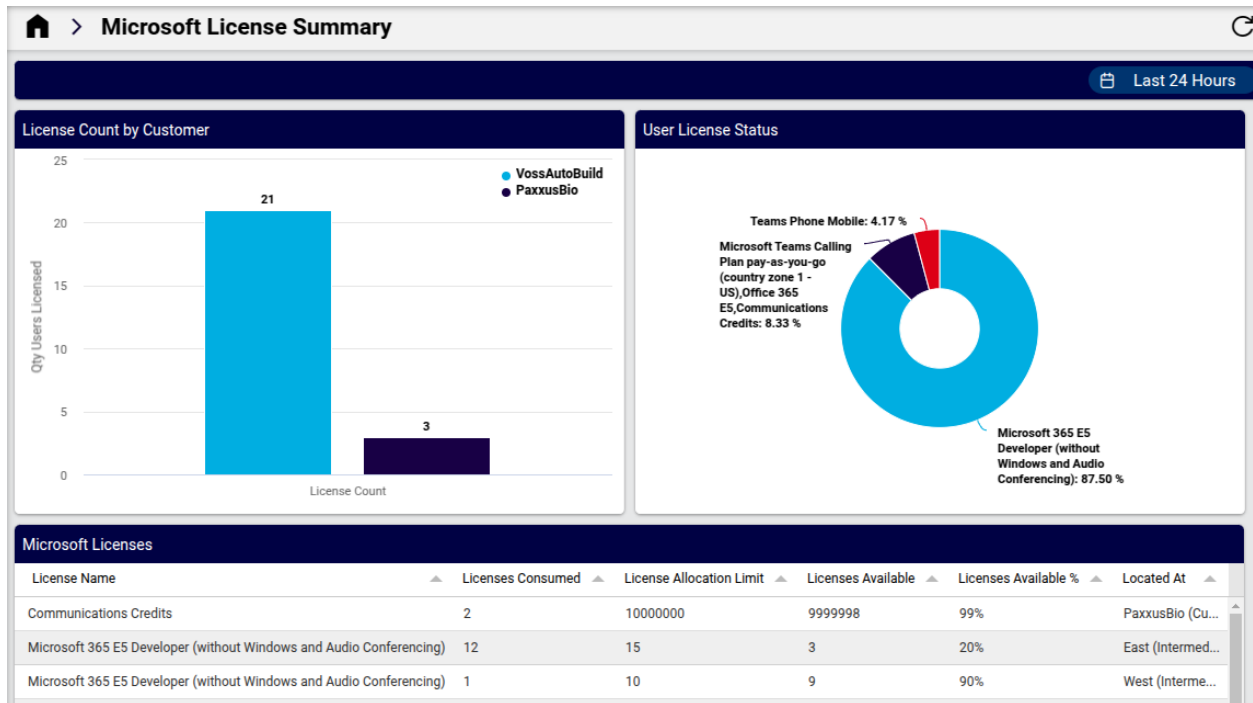 Microsoft License Summary
Last 24 Hours
License Count by Customer
25
20
15
10
5
0
Qty Users Licensed
21
3
VossAutoBuild
PaxxusBio
License Count
User License Status
Teams Phone Mobile: 4.17 %
Microsoft Teams Calling
Plan pay-as-you-go
(country zone 1 -
US),Office 365
E5,Communications
Credits: 8.33 %
Microsoft 365 E5
Developer (without
Windows and Audio
Conferencing): 87.50 %
Microsoft Licenses
License Name Licenses Consumed License Allocation Limit Licenses Available Licenses Available % Located At
Communications Credits 2 10000000 9999998 99% PaxxusBio (Cu...
Microsoft 365 E5 Developer (without Windows and Audio Conferencing) 12 15 3 20% East (Intermed...
Microsoft 365 E5 Developer (without Windows and Audio Conferencing) 1 10 9 90% West (Interme...